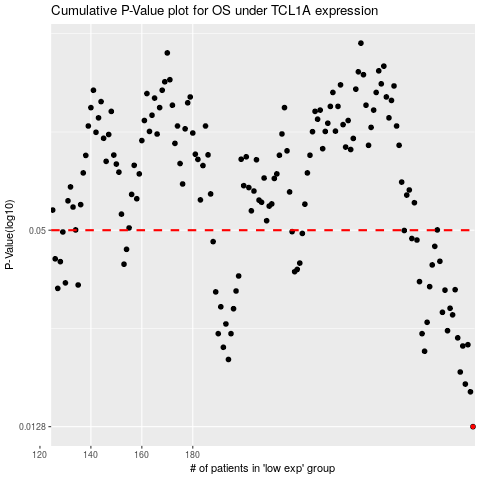 Cumulative P-Value plot for OS under TCL1A expression
P-Value(log10)
0.05
0.0128
120 140 160 180
# of patients in 'low exp' group